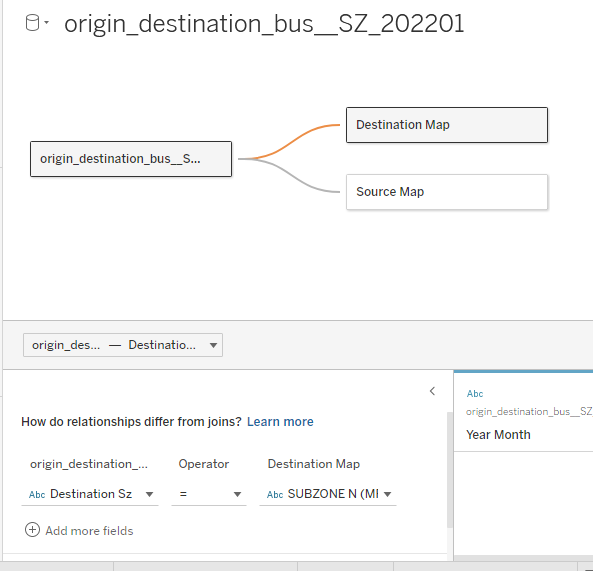 origin_destination_bus__SZ_202201
Destination Map
origin_destination_bus__S...
Source Map
origin_des... — Destinatio...
How do relationships differ from joins? Learn more
origin_destination_... Operator Destination Map
Abc Destination Sz = Abc SUBZONE N (MI
Add more fields
Abc
origin_destination_bus__SZ
Year Month